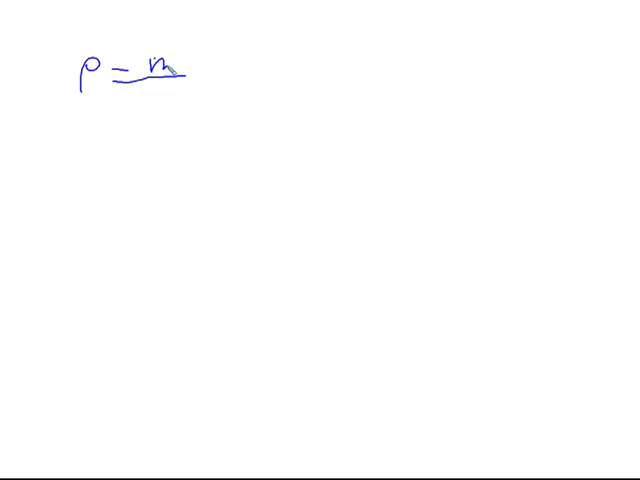 ρ = m